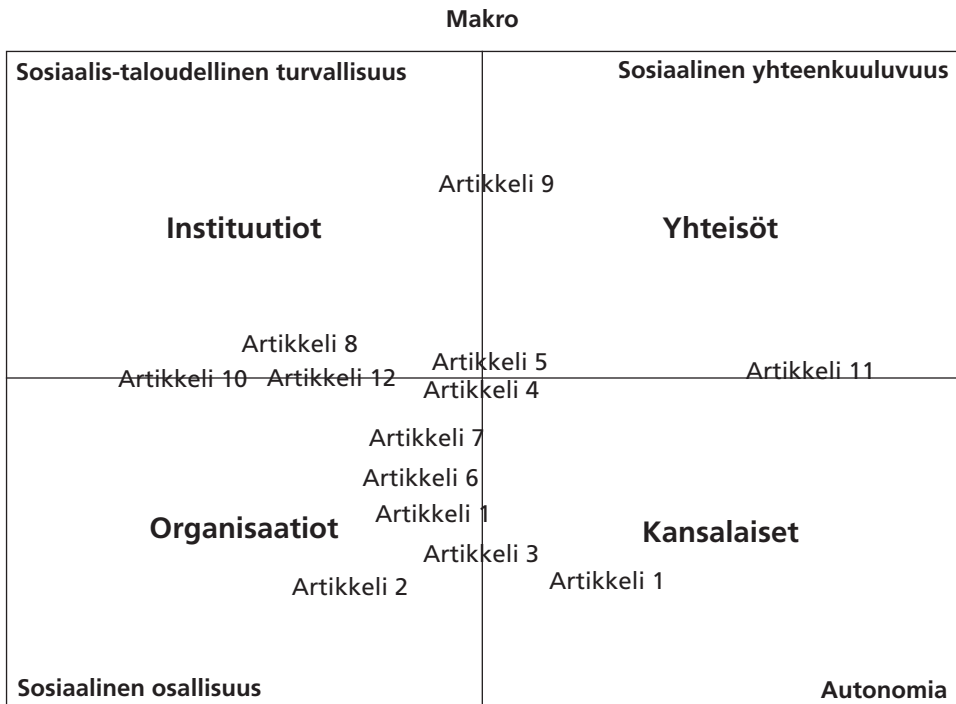 Makro
Sosiaalis-taloudellinen turvallisuus
Sosiaalinen yhteenkuuluvuus
Artikkeli 9
Instituutiot
Yhteisöt
Artikkeli 8
Artikkeli 5
Artikkeli 11
Artikkeli 10
Artikkeli 12
Artikkeli 4
Artikkeli 7
Artikkeli 6
Artikkeli 1
Organisaatiot
Kansalaiset
Artikkeli 3
Artikkeli 1
Artikkeli 2
Sosiaalinen osallisuus
Autonomia